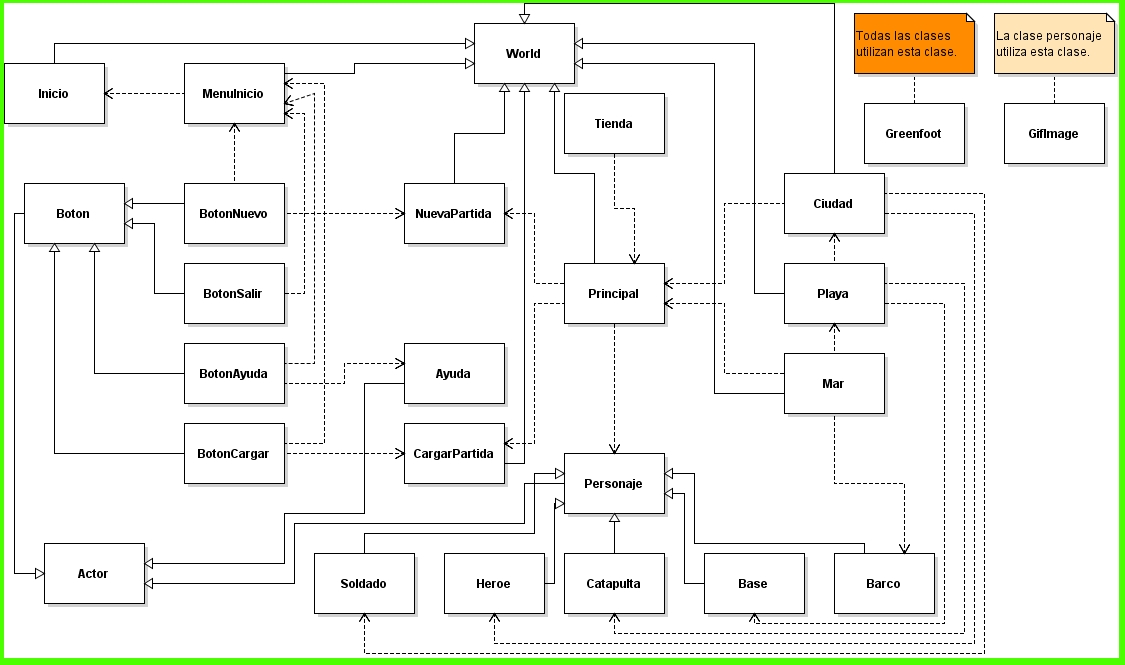 Todas las clases
utilizan esta clase.
La clase personaje
utiliza esta clase.
World
Inicio
MenuInicio
Tienda
Greenfoot
GifImage
Boton
BotonNuevo
NuevaPartida
Ciudad
BotonSalir
Principal
Playa
BotonAyuda
Ayuda
Mar
BotonCargar
CargarPartida
Personaje
Actor
Soldado
Heroe
Catapulta
Base
Barco